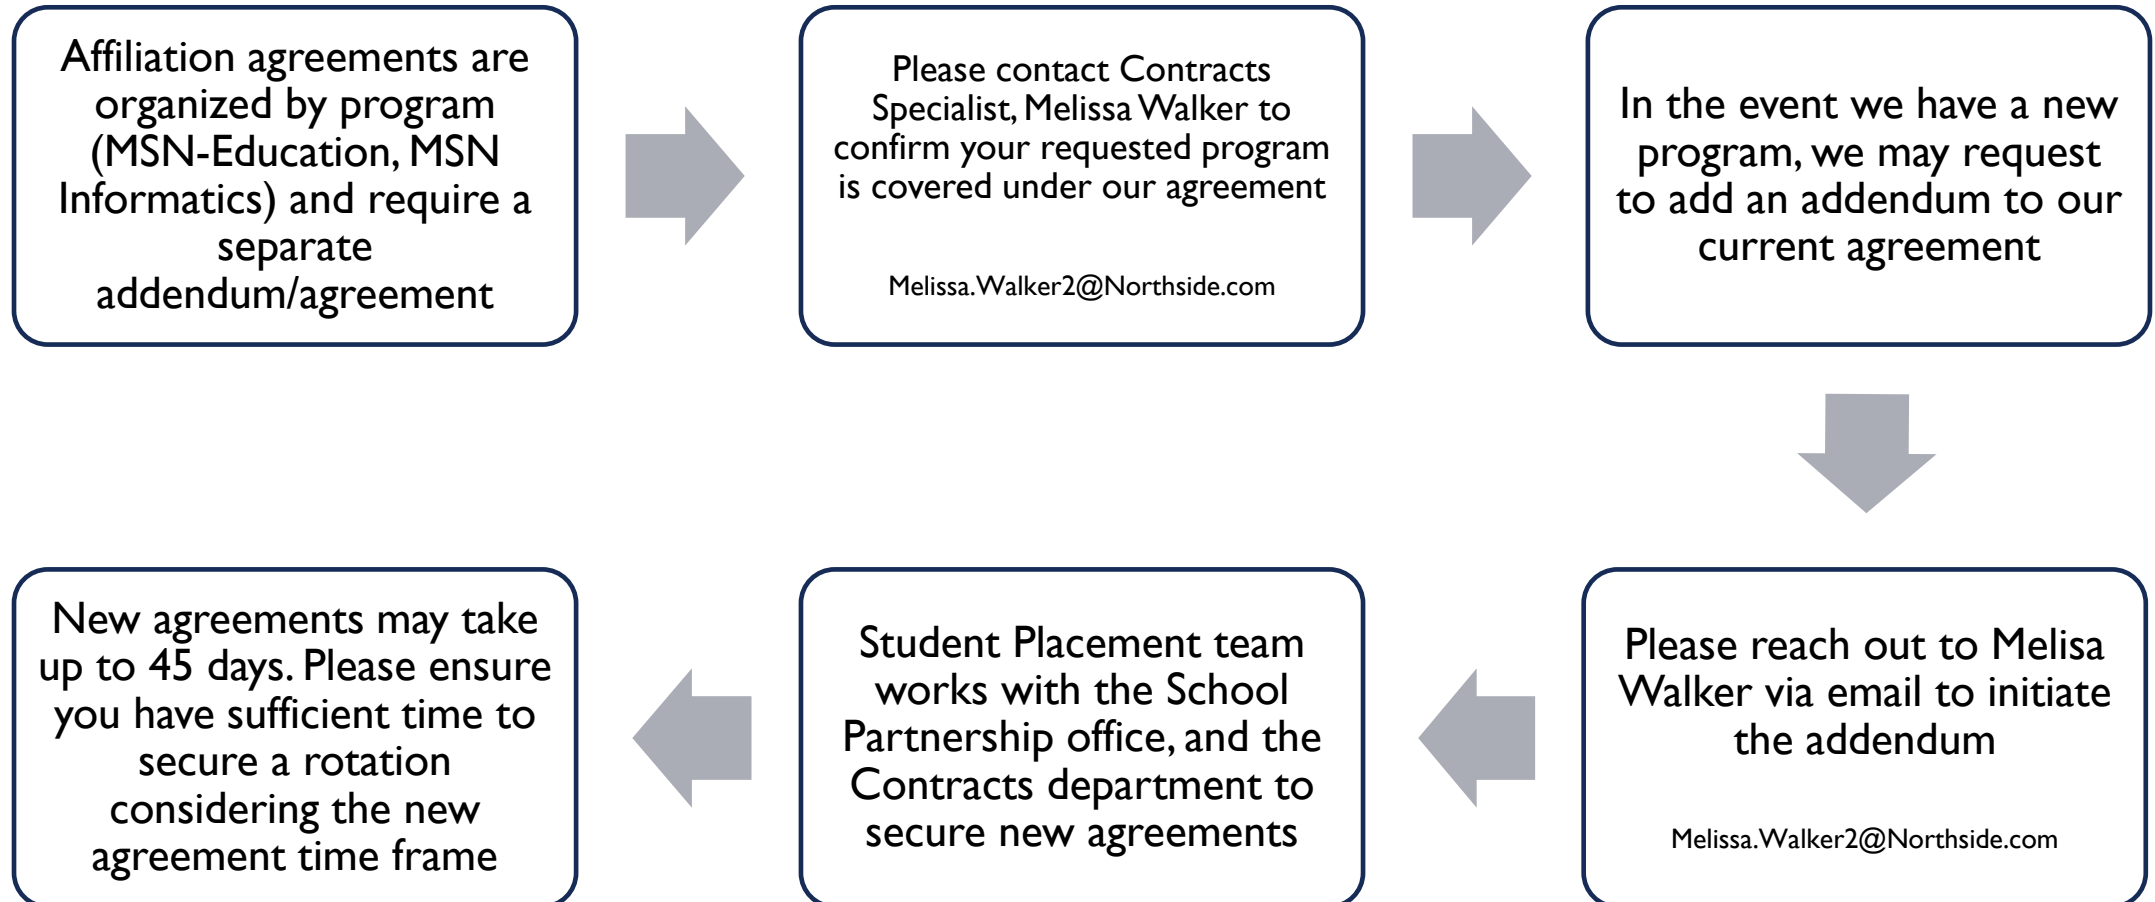 Affiliation agreements are
organized by program
(MSN-Education, MSN
Informatics) and require a
separate
addendum/agreement
Please contact Contracts
Specialist, Melissa Walker to
confirm your requested program
is covered under our agreement
Melissa.Walker2@Northside.com
In the event we have a new
program, we may request
to add an addendum to our
current agreement
Please reach out to Melisa
Walker via email to initiate
the addendum
Melissa.Walker2@Northside.com
Student Placement team
works with the School
Partnership office, and the
Contracts department to
secure new agreements
New agreements may take
up to 45 days. Please ensure
you have sufficient time to
secure a rotation
considering the new
agreement time frame